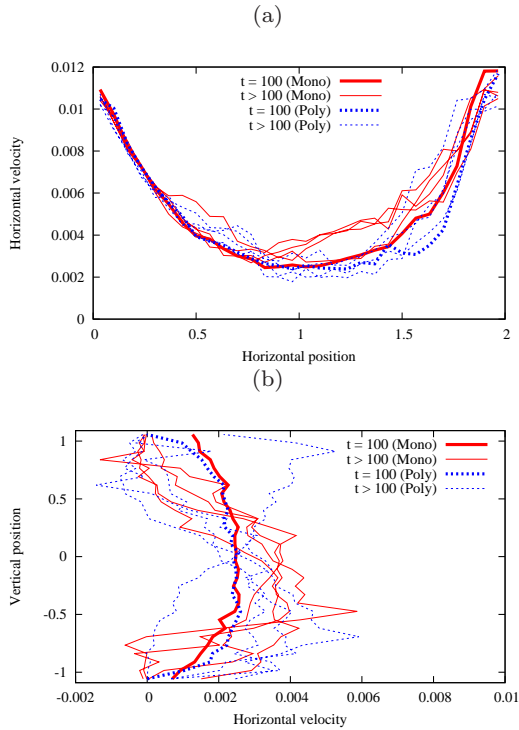 (a)
0.012
0.01
0.008
0.006
0.004
0.002
0
Horizontal velocity
t = 100 (Mono)
t > 100 (Mono)
t = 100 (Poly)
t > 100 (Poly)
0 0.5 1 1.5 2
Horizontal position
(b)
1
0.5
0
-0.5
-1
Vertical position
t = 100 (Mono)
t > 100 (Mono)
t = 100 (Poly)
t > 100 (Poly)
-0.002 0 0.002 0.004 0.006 0.008 0.01
Horizontal velocity